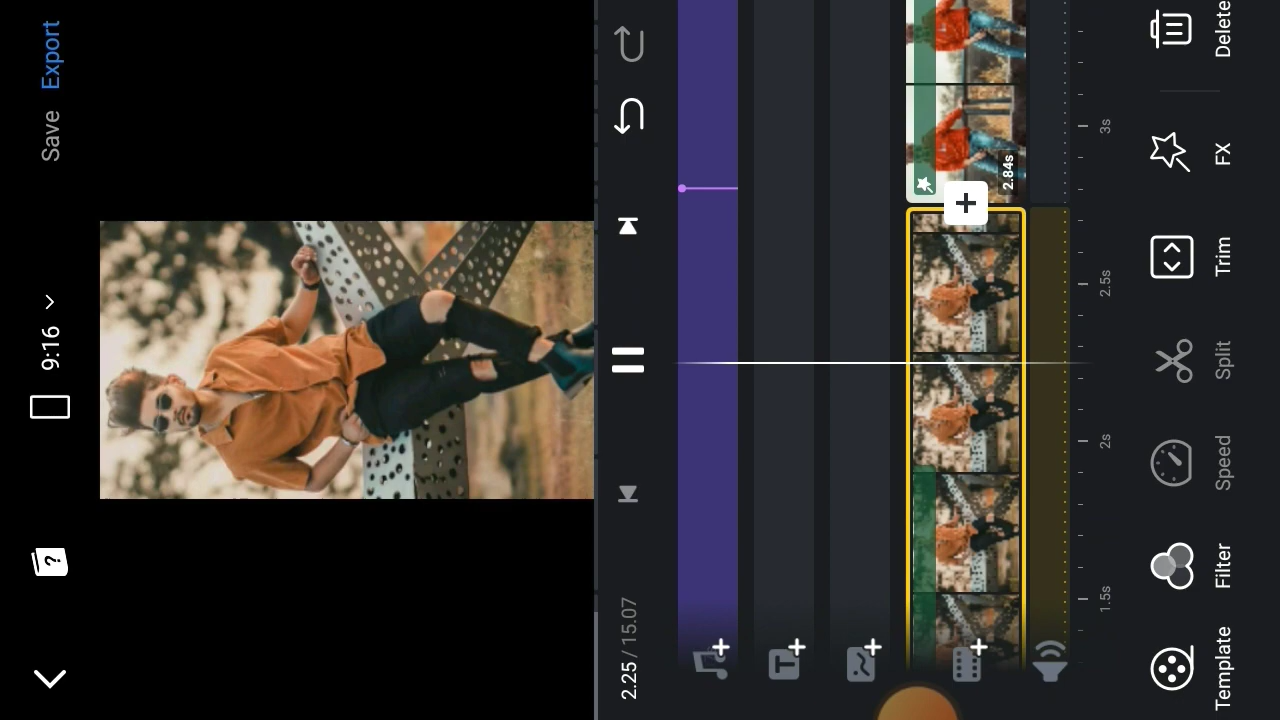 9:16
Save
Export
2.25 / 15.07
2.84s
1.5s
2s
2.5s
3s
Template
Filter
Speed
Split
Trim
FX
Delete